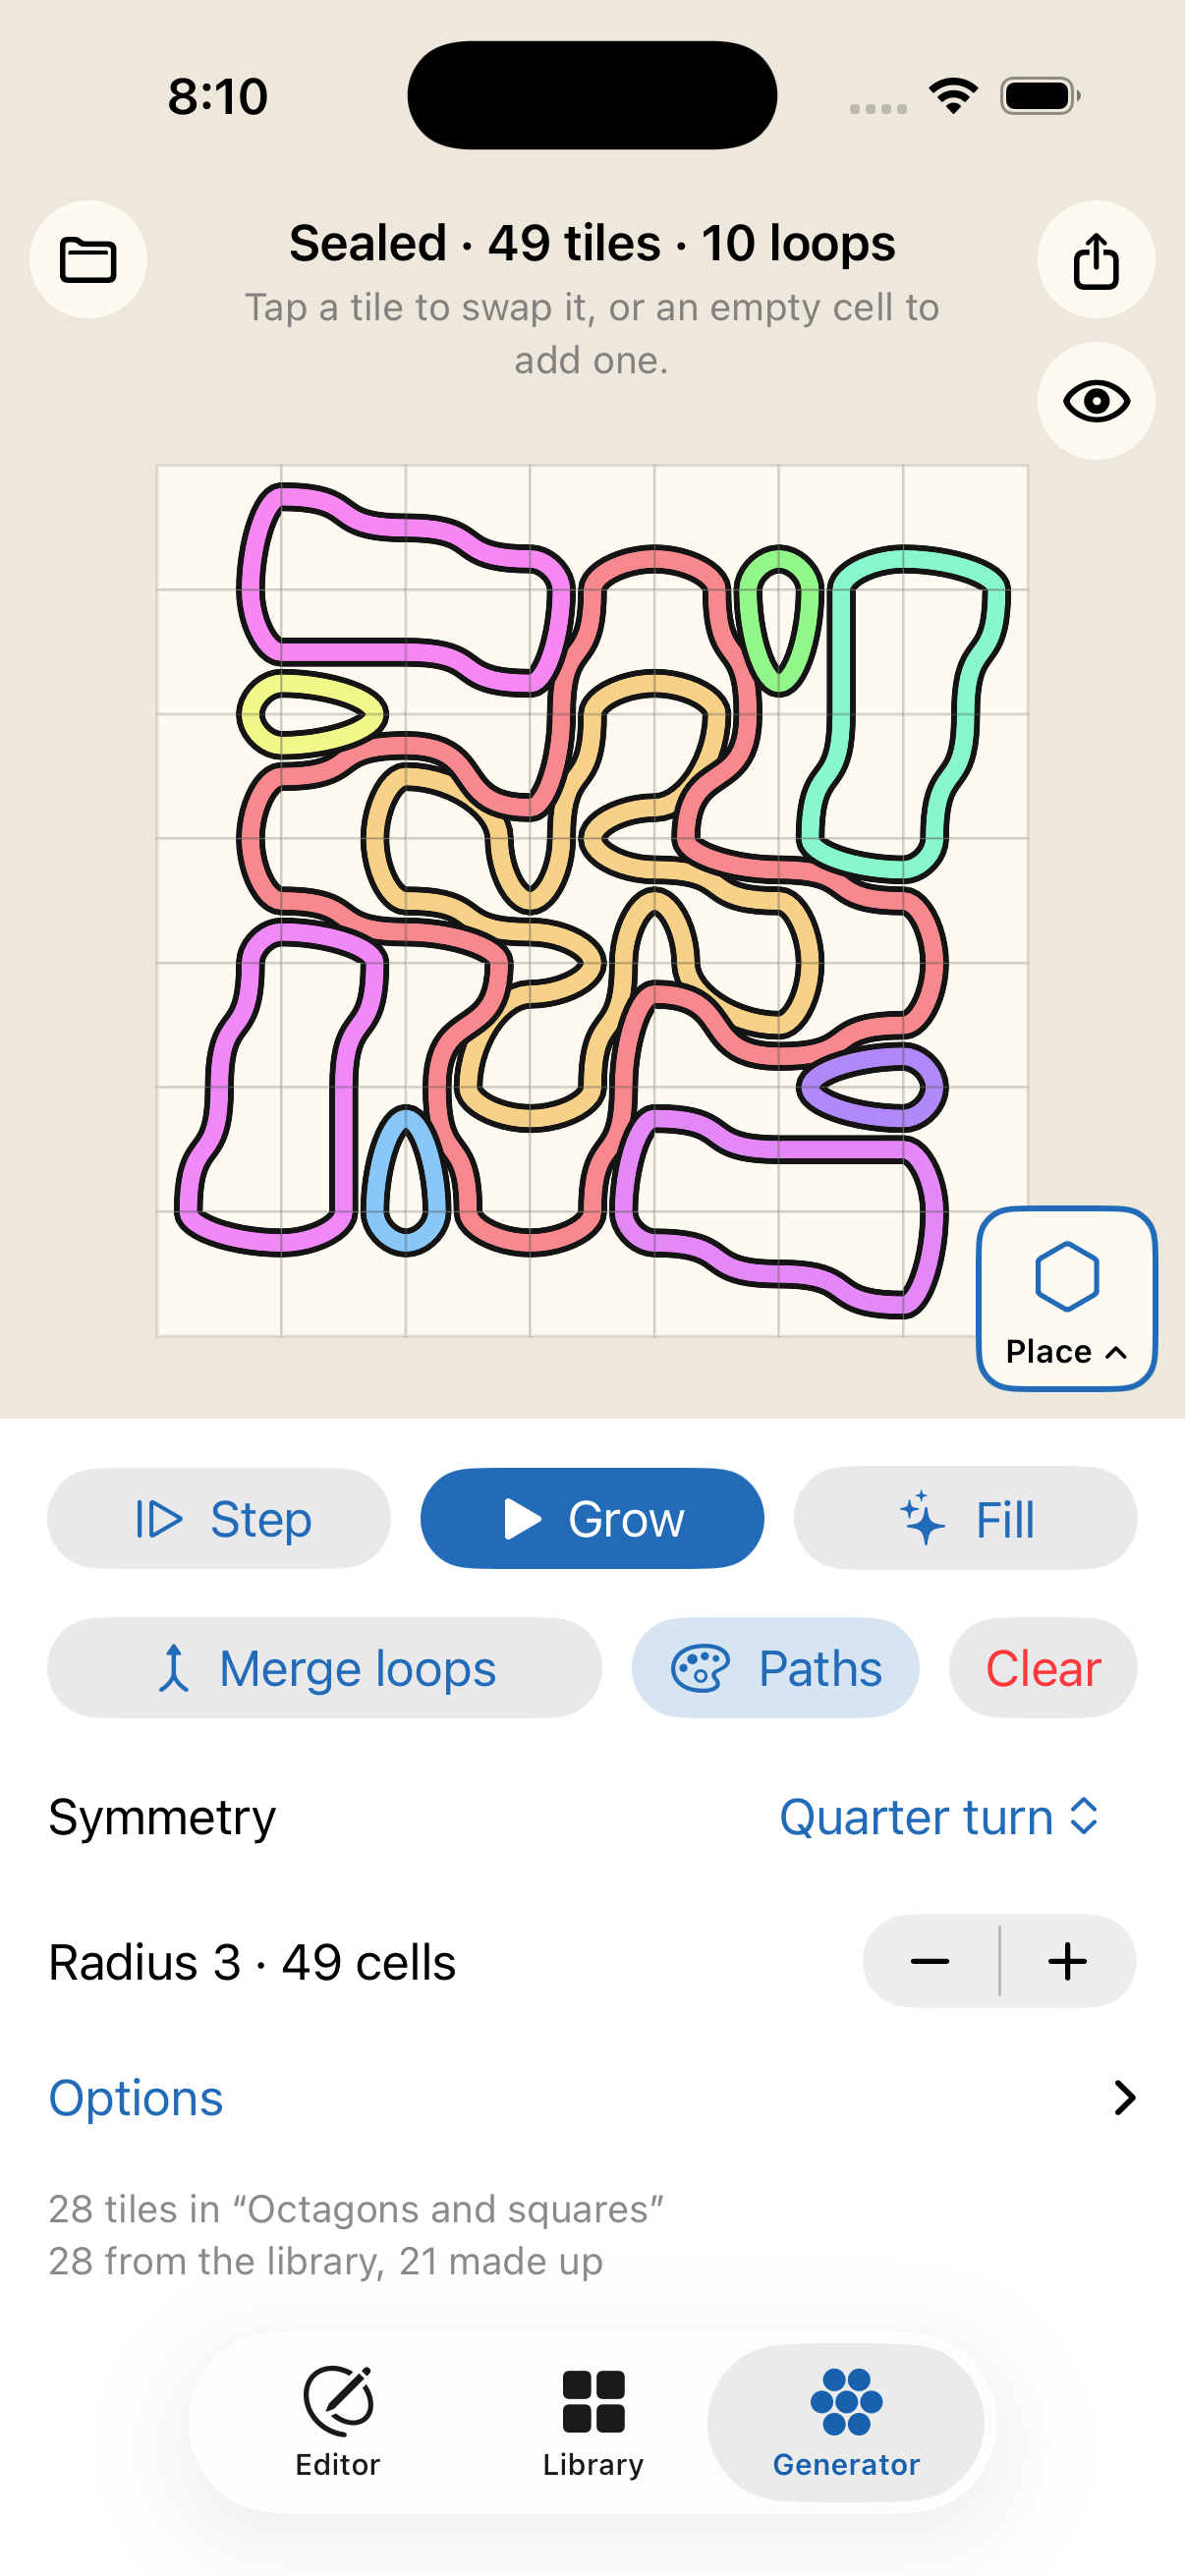 8:10
Sealed · 49 tiles · 10 loops
Tap a tile to swap it, or an empty cell to
add one.
Place
Step
Grow
Fill
Merge loops
Paths
Clear
Symmetry
Quarter turn
Radius 3 · 49 cells
Options
28 tiles in “Octagons and squares”
28 from the library, 21 made up
Editor
Library
Generator